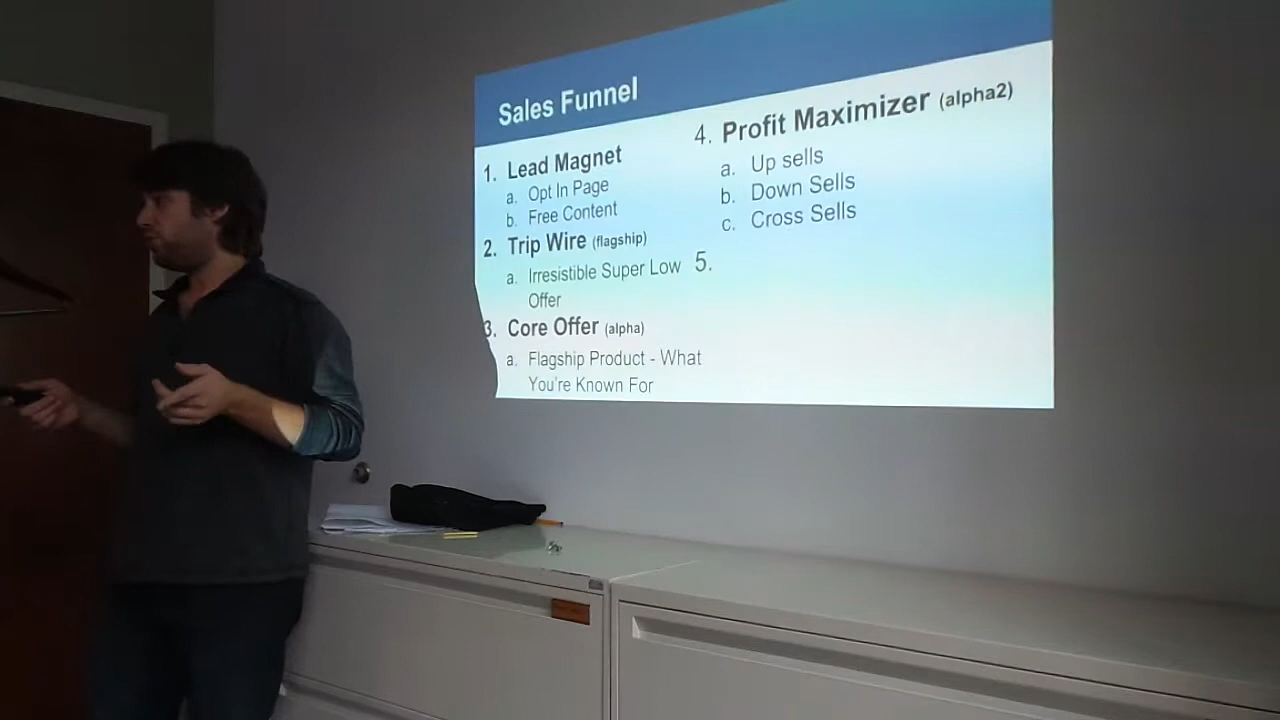 Sales Funnel
1. Lead Magnet
a. Opt In Page
b. Free Content
2. Trip Wire (flagship)
a. Irresistible Super Low
Offer
3. Core Offer (alpha)
a. Flagship Product - What
You're Known For
4. Profit Maximizer (alpha2)
a. Up sells
b. Down Sells
c. Cross Sells
5.